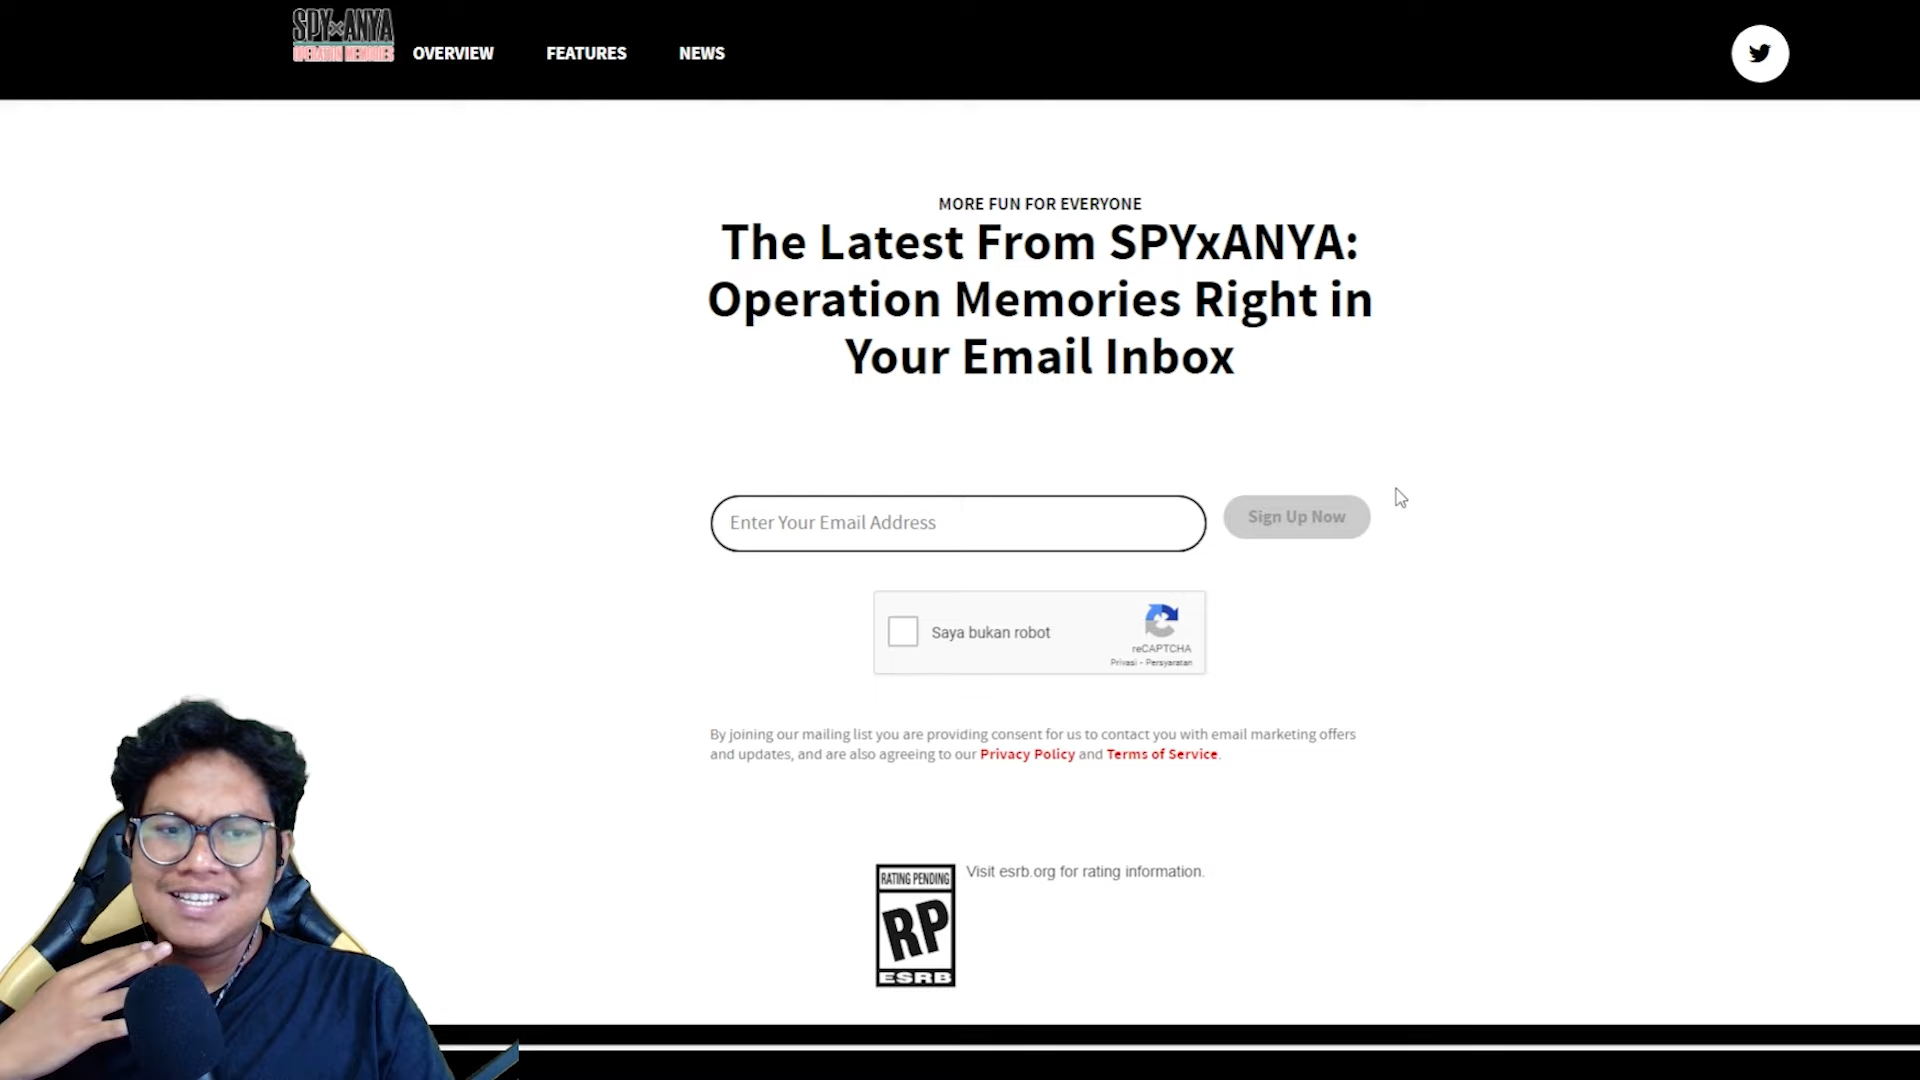 SPY×ANYA
OPERATION MEMORIES
OVERVIEW
FEATURES
NEWS
MORE FUN FOR EVERYONE
The Latest From SPYxANYA:
Operation Memories Right in
Your Email Inbox
Enter Your Email Address
Sign Up Now
Saya bukan robot
reCAPTCHA
Privasi - Persyaratan
By joining our mailing list you are providing consent for us to contact you with email marketing offers
and updates, and are also agreeing to our Privacy Policy and Terms of Service.
RATING PENDING
RP
ESRB
Visit esrb.org for rating information.